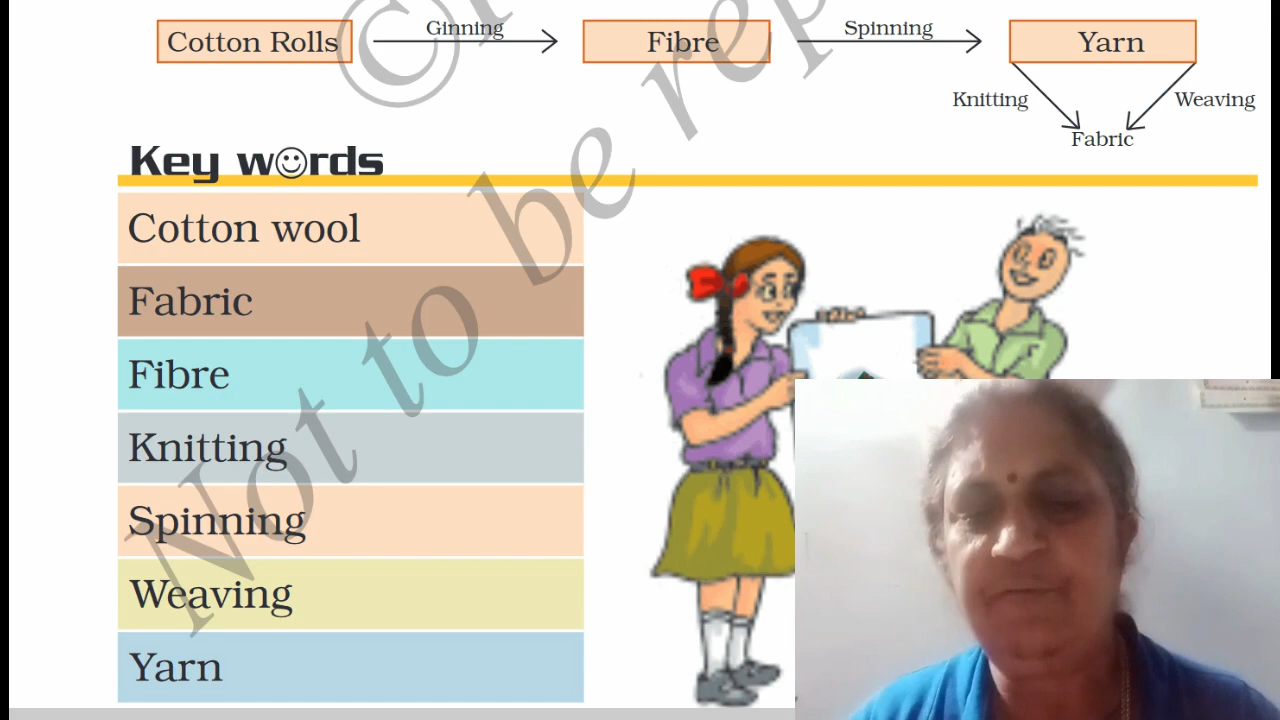 Cotton Rolls Ginning Fibre Spinning Yarn
Knitting Weaving
Fabric
Key words
Cotton wool
Fabric
Fibre
Knitting
Spinning
Weaving
Yarn
Not to be rep